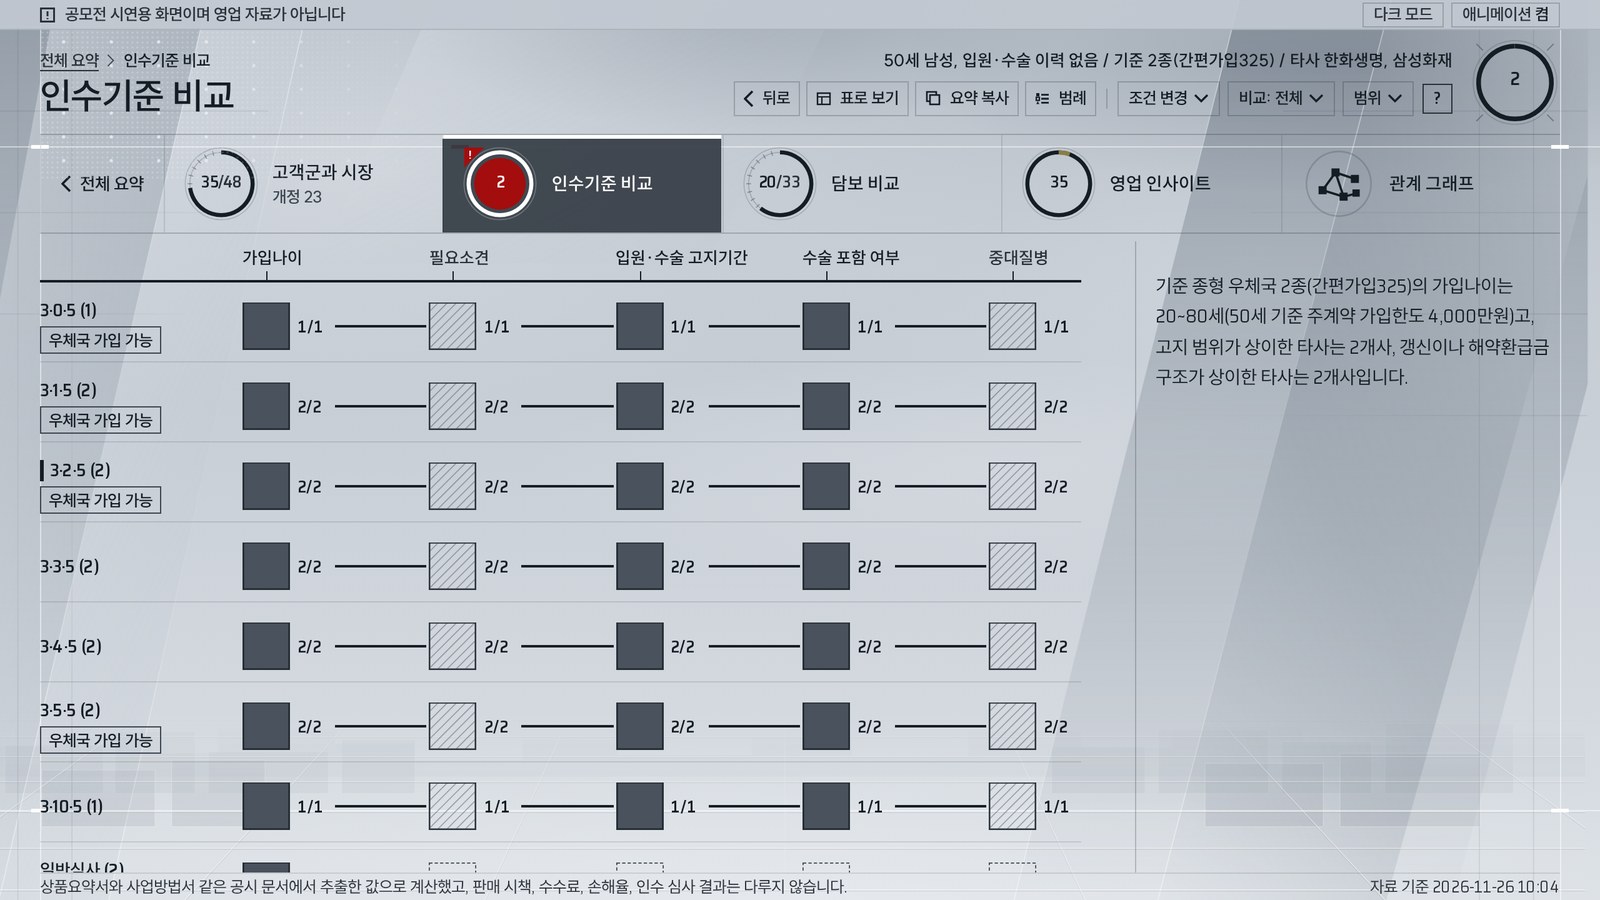 공모전 시연용 화면이며 영업 자료가 아닙니다
다크 모드
애니메이션 켬
전체 요약 > 인수기준 비교
50세 남성, 입원·수술 이력 없음 / 기준 2종(간편가입325) / 타사 한화생명, 삼성화재
2
인수기준 비교
뒤로
표로 보기
요약 복사
범례
조건 변경
비교: 전체
범위
?
전체 요약
35/48
고객군과 시장
개정 23
!
2
인수기준 비교
20/33
담보 비교
35
영업 인사이트
관계 그래프
가입나이 필요소견 입원·수술 고지기간 수술 포함 여부 중대질병
3·0·5 (1)
우체국 가입 가능
1/1 1/1 1/1 1/1 1/1
3·1·5 (2)
우체국 가입 가능
2/2 2/2 2/2 2/2 2/2
3·2·5 (2)
우체국 가입 가능
2/2 2/2 2/2 2/2 2/2
3·3·5 (2)
2/2 2/2 2/2 2/2 2/2
3·4·5 (2)
2/2 2/2 2/2 2/2 2/2
3·5·5 (2)
우체국 가입 가능
2/2 2/2 2/2 2/2 2/2
3·10·5 (1)
1/1 1/1 1/1 1/1 1/1
일반심사 (2)
기준 종형 우체국 2종(간편가입325)의 가입나이는
20~80세(50세 기준 주계약 가입한도 4,000만원)고,
고지 범위가 상이한 타사는 2개사, 갱신이나 해약환급금
구조가 상이한 타사는 2개사입니다.
상품요약서와 사업방법서 같은 공시 문서에서 추출한 값으로 계산했고, 판매 시책, 수수료, 손해율, 인수 심사 결과는 다루지 않습니다.
자료 기준 2026-11-26 10:04